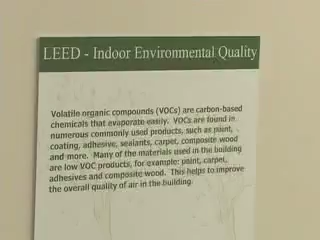 LEED - Indoor Environmental Quality
Volatile organic compounds (VOCs) are carbon-based
chemicals that evaporate easily. VOCs are found in
numerous commonly used products, such as paint,
coating, adhesive, sealants, carpet, composite wood
and more. Many of the materials used in the building
are low VOC products, for example: paint, carpet,
adhesives and composite wood. This helps to improve
the overall quality of air in the building.